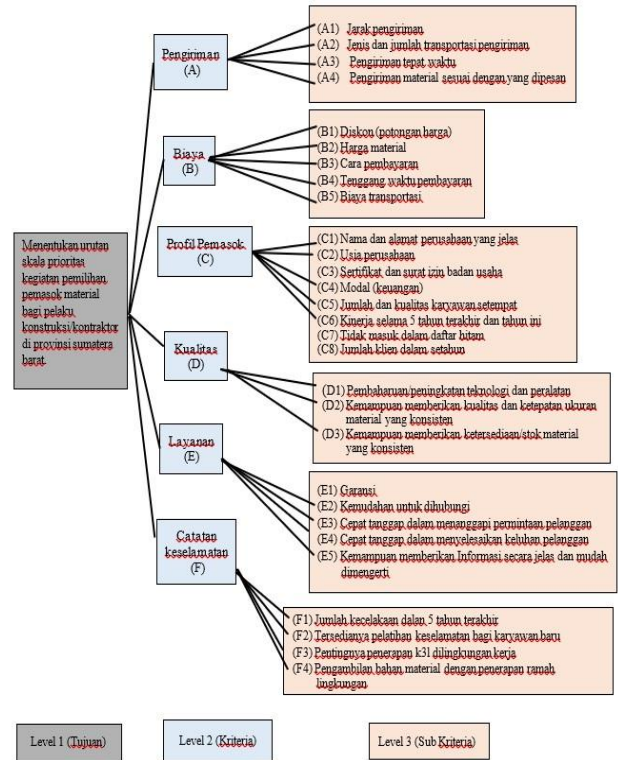 Menentukan urutan
skala prioritas
kegiatan pemilihan
pemasok material
bagi pelaku
konstruksi/kontraktor
di provinsi sumatera
barat.
Pengiriman
(A)
(A1) Jarak pengiriman
(A2) Jenis dan jumlah transportasi pengiriman
(A3) Pengiriman tepat waktu
(A4) Pengiriman material sesuai dengan yang dipesan
Biaya
(B)
(B1) Diskon (potongan harga)
(B2) Harga material
(B3) Cara pembayaran
(B4) Tenggang waktu pembayaran
(B5) Biaya transportasi
Profil Pemasok
(C)
(C1) Nama dan alamat perusahaan yang jelas
(C2) Usia perusahaan
(C3) Sertifikat dan surat izin badan usaha
(C4) Modal (keuangan)
(C5) Jumlah dan kualitas karyawan setempat
(C6) Kinerja selama 5 tahun terakhir dan tahun ini
(C7) Tidak masuk dalam daftar hitam
(C8) Jumlah klien dalam setahun
Kualitas
(D)
(D1) Pembaharuan/peningkatan teknologi dan peralatan
(D2) Kemampuan memberikan kualitas dan ketepatan ukuran
material yang konsisten
(D3) Kemampuan memberikan ketersediaan/stok material
yang konsisten
Layanan
(E)
(E1) Garansi
(E2) Kemudahan untuk dihubungi
(E3) Cepat tanggap dalam menanggapi permintaan pelanggan
(E4) Cepat tanggap dalam menyelesaikan keluhan pelanggan
(E5) Kemampuan memberikan Informasi secara jelas dan mudah
dimengerti
Catatan
keselamatan
(F)
(F1) Jumlah kecelakaan dalan 5 tahun terakhir
(F2) Tersedianya pelatihan keselamatan bagi karyawan baru
(F3) Pentingnya penerapan k3l dilingkungan kerja
(F4) Pengambilan bahan material dengan penerapan ramah
lingkungan
Level 1 (Tujuan)
Level 2 (Kriteria)
Level 3 (Sub Kriteria)